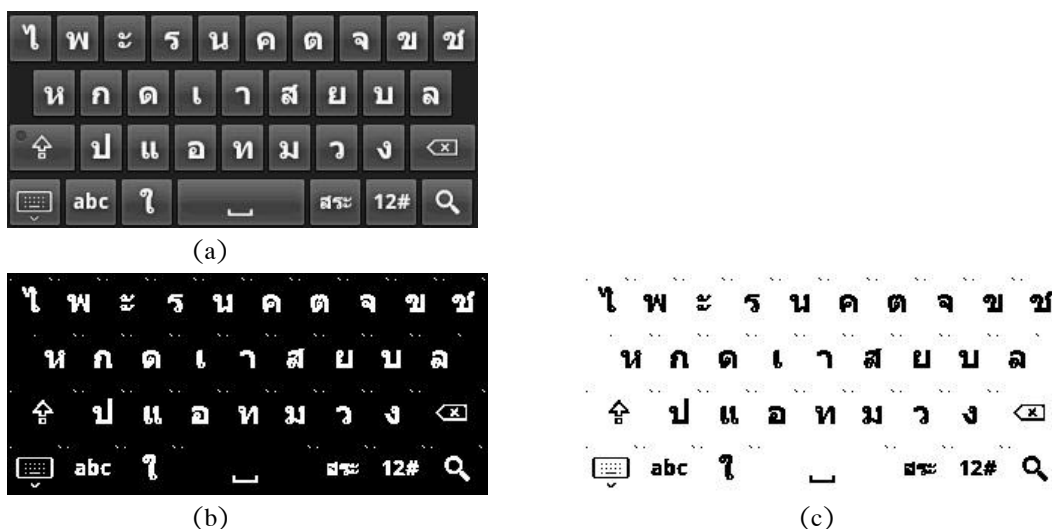 ไ พ ะ ร น ค ต จ ข ช
ห ก ด เ า ส ย บ ล
ป แ อ ท ม ว ง
abc ใ สระ 12#
(a)
ไ พ ะ ร น ค ต จ ข ช
ห ก ด เ า ส ย บ ล
ป แ อ ท ม ว ง
abc ใ สระ 12#
(b)
ไ พ ะ ร น ค ต จ ข ช
ห ก ด เ า ส ย บ ล
ป แ อ ท ม ว ง
abc ใ สระ 12#
(c)